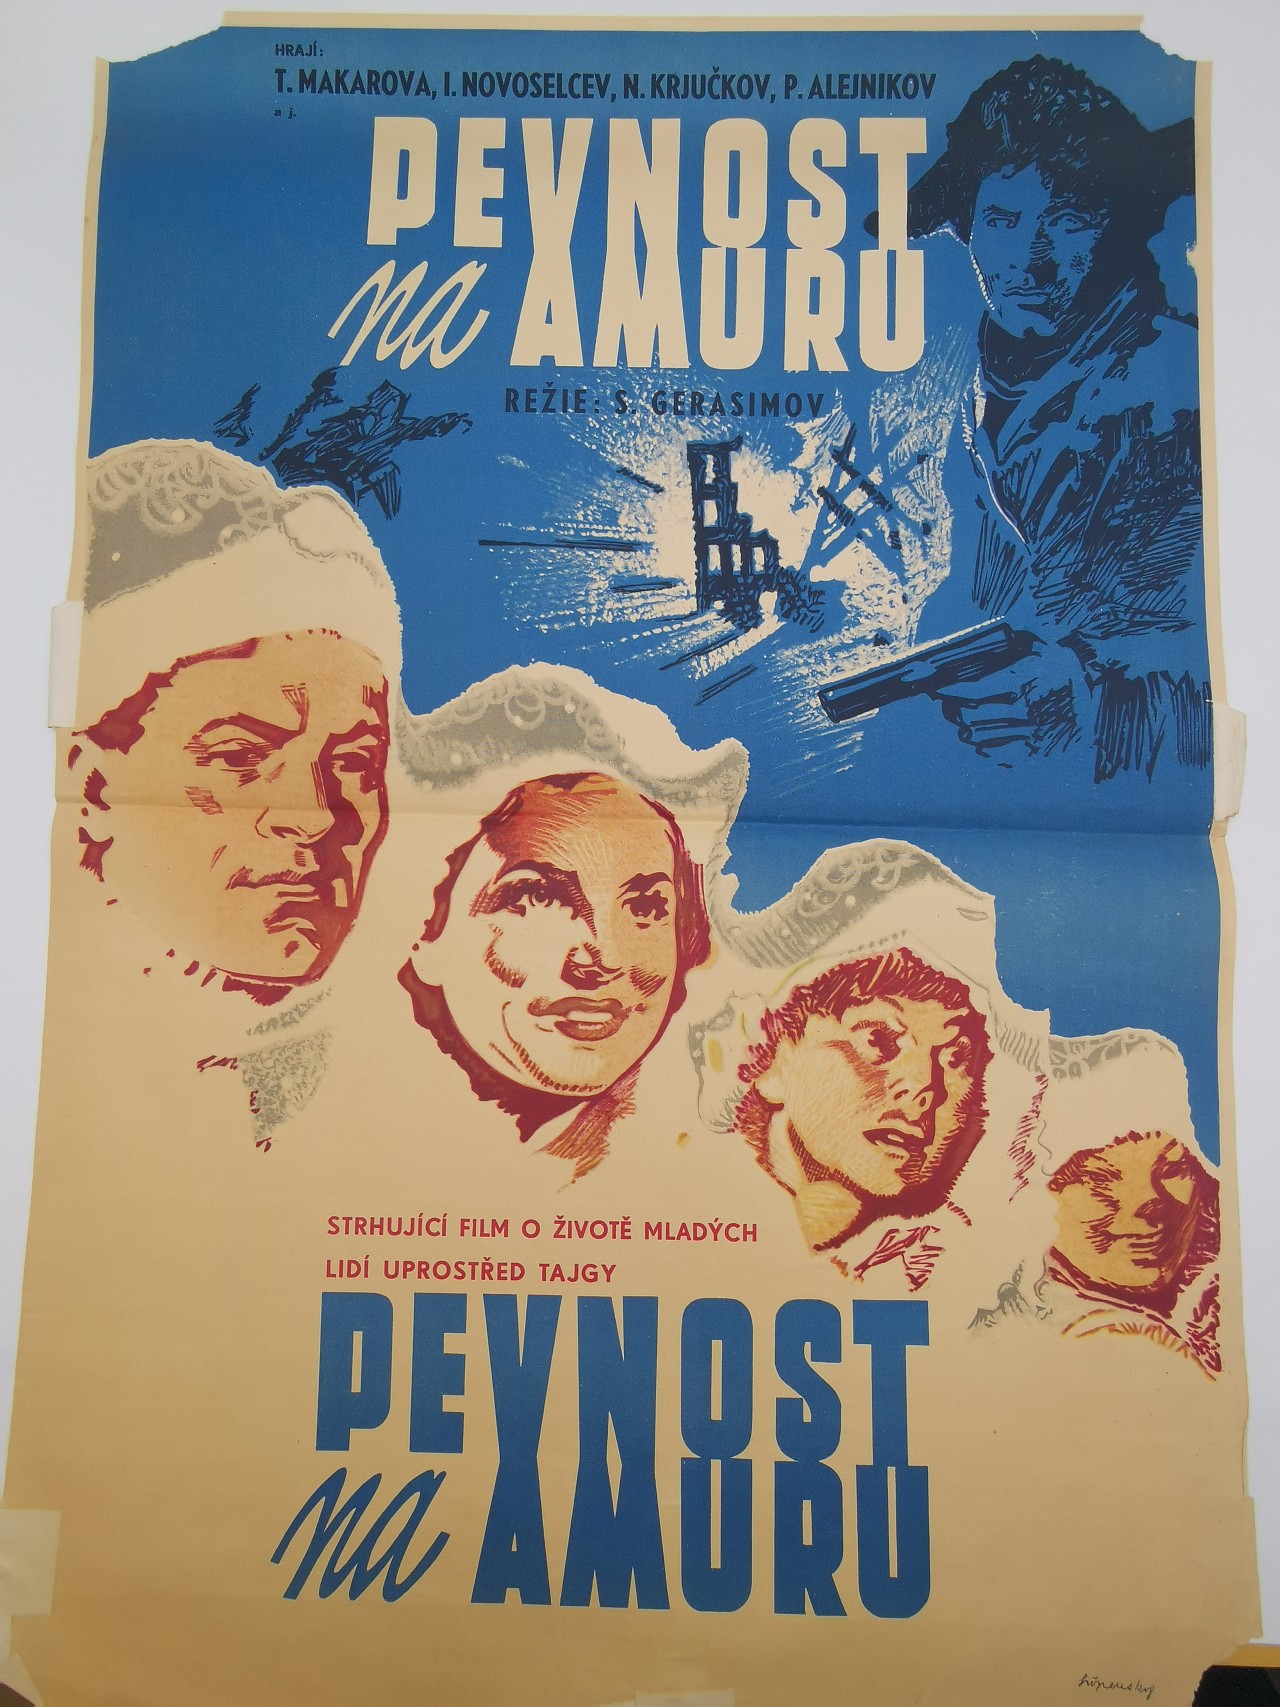 HRAJÍ:
T. MAKAROVA, I. NOVOSELCEV, N. KRJUČKOV, P. ALEJNIKOV
a j.
PEVNOST
na AMURU
REŽIE: S. GERASIMOV
STRHUJÍCÍ FILM O ŽIVOTĚ MLADÝCH
LIDÍ UPROSTŘED TAJGY
PEVNOST
na AMURU